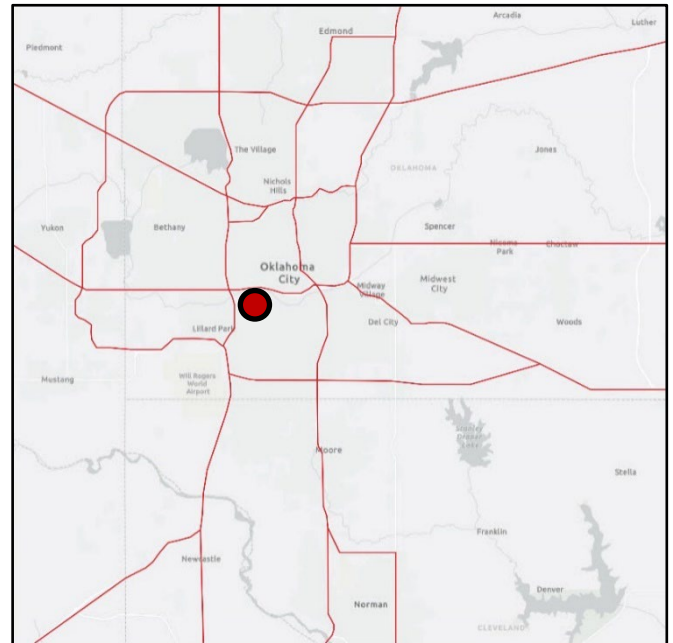 Arcadia
Luther
Edmond
Piedmont
The Village
Jones
OKLAHOMA
Nichols
Hills
Spencer
Yukon
Bethany
Nicoma
Park
Choctaw
Oklahoma
City
Midway
Village
Midwest
City
Lillard Park
Del City
Woods
Mustang
Will Rogers
World
Airport
Stanley
Draper
Lake
Moore
Stella
Franklin
Newcastle
Denver
Norman
CLEVELAND